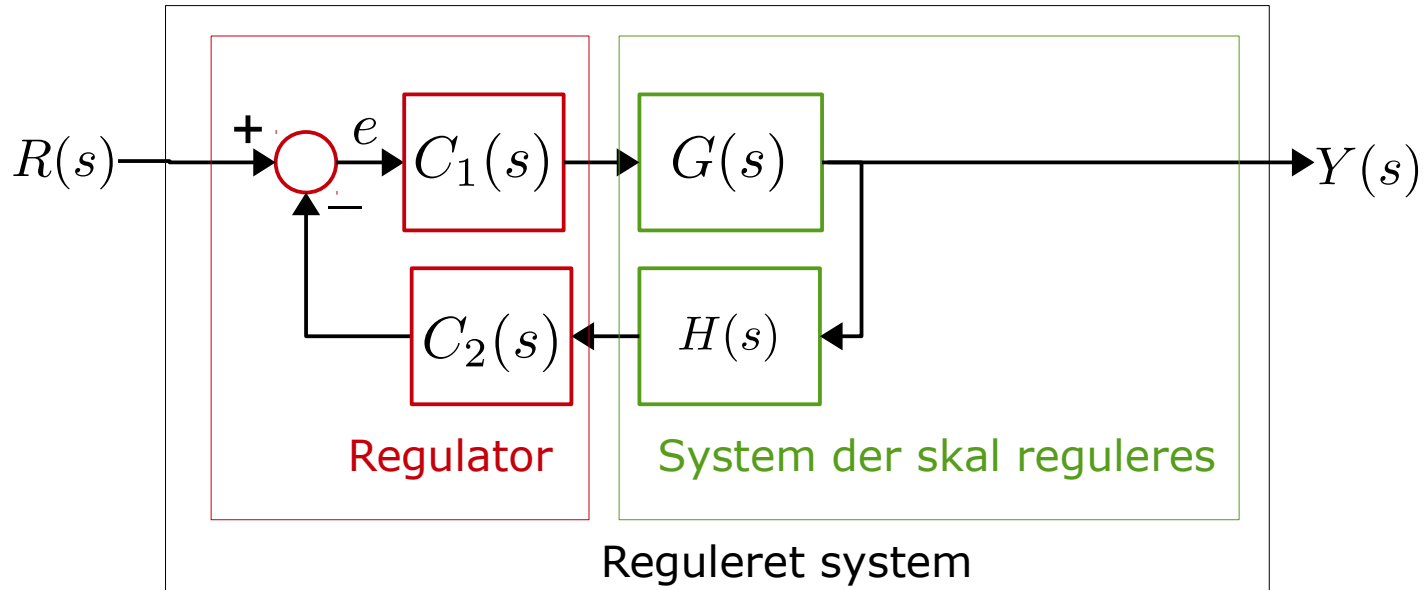 + e
R(s) C₁(s) G(s) Y(s)
−
C₂(s) H(s)
Regulator System der skal reguleres
Reguleret system